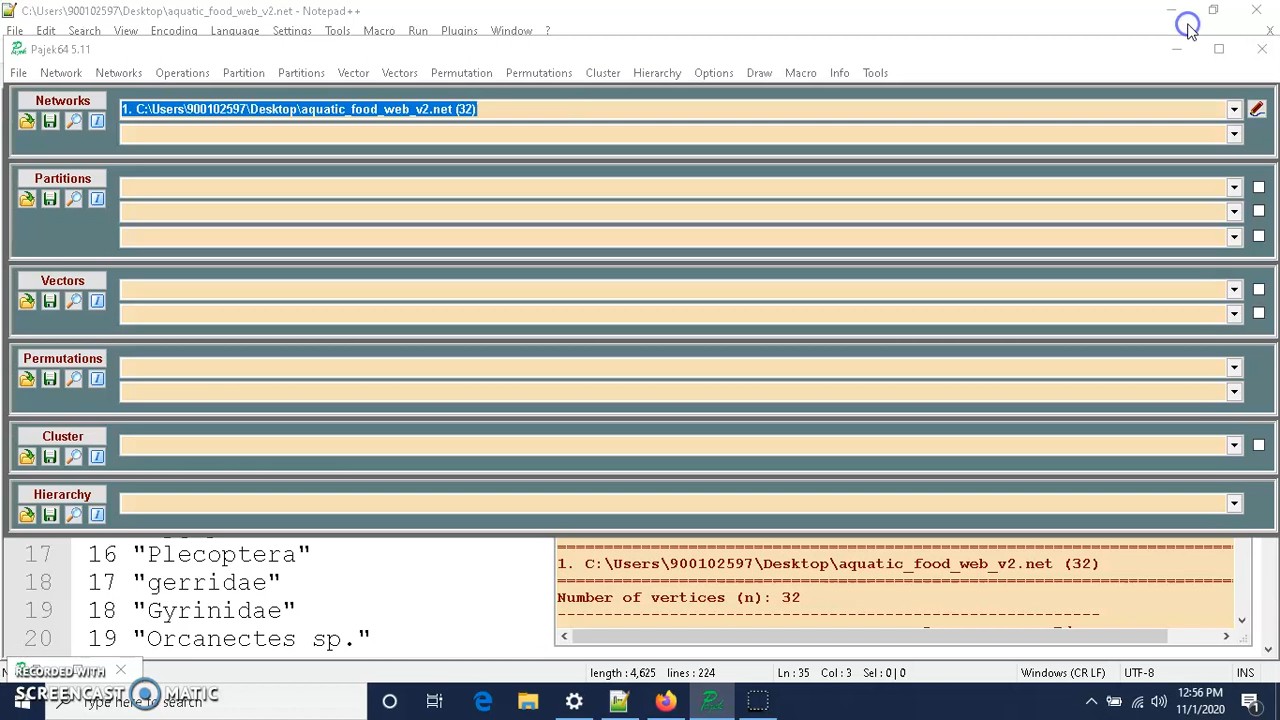 C:\Users\900102597\Desktop\aquatic_food_web_v2.net - Notepad++
File Edit Search View Encoding Language Settings Tools Macro Run Plugins Window ? X
Pajek64 5.11
File Network Networks Operations Partition Partitions Vector Vectors Permutation Permutations Cluster Hierarchy Options Draw Macro Info Tools
Networks
1. C:\Users\900102597\Desktop\aquatic_food_web_v2.net (32)
Partitions
Vectors
Permutations
Cluster
Hierarchy
17 16 "Plecoptera"
18 17 "gerridae"
19 18 "Gyrinidae"
20 19 "Orcanectes sp."
1. C:\Users\900102597\Desktop\aquatic_food_web_v2.net (32)
Number of vertices (n): 32
length : 4,625 lines : 224 Ln : 35 Col : 3 Sel : 0 | 0 Windows (CR LF) UTF-8 INS
RECORDED WITH
SCREENCAST MATIC
Type here to search
12:56 PM
11/1/2020
1